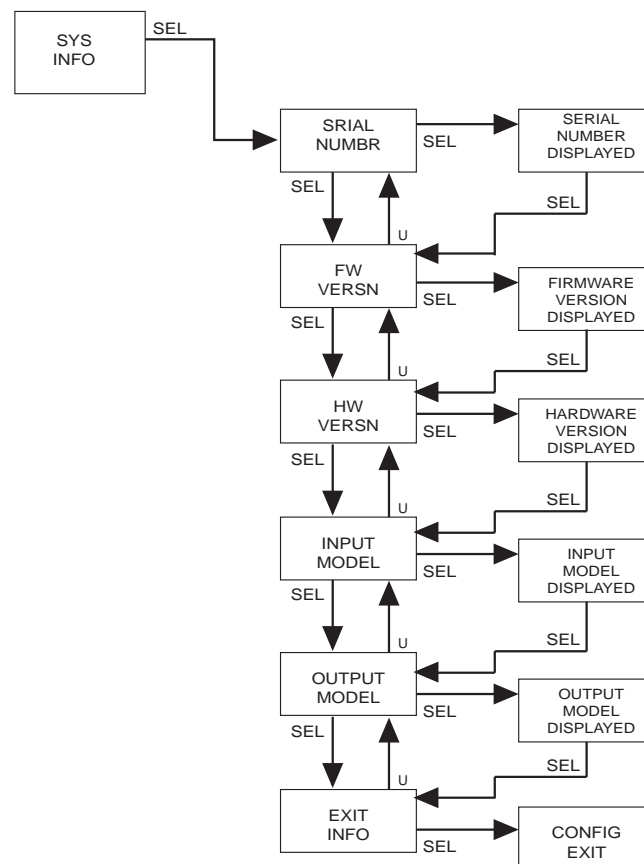 SYS
INFO
SEL
SRIAL
NUMBR
SEL
SERIAL
NUMBER
DISPLAYED
SEL
SEL
U
FW
VERSN
SEL
FIRMWARE
VERSION
DISPLAYED
SEL
SEL
U
HW
VERSN
SEL
HARDWARE
VERSION
DISPLAYED
SEL
SEL
U
INPUT
MODEL
SEL
INPUT
MODEL
DISPLAYED
SEL
SEL
U
OUTPUT
MODEL
SEL
OUTPUT
MODEL
DISPLAYED
SEL
SEL
U
EXIT
INFO
SEL
CONFIG
EXIT